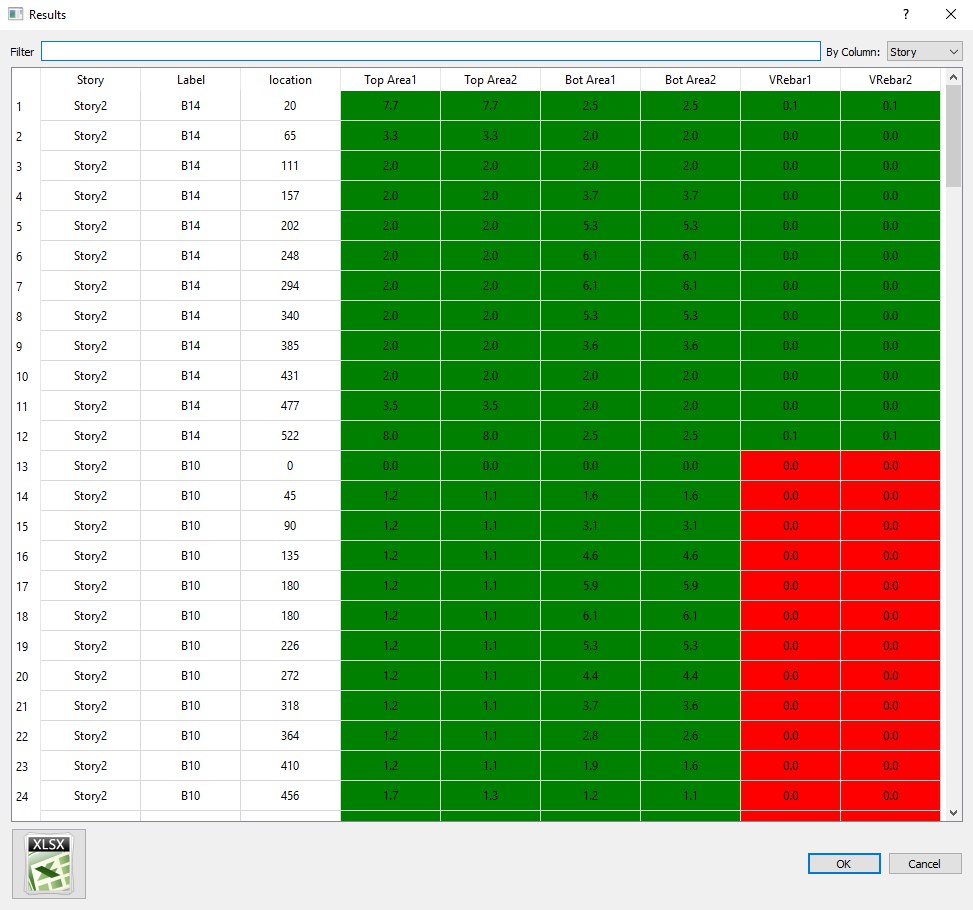 Results ?
Filter By Column: Story
Story Label location Top Area1 Top Area2 Bot Area1 Bot Area2 VRebar1 VRebar2
1 Story2 B14 20 7.7 7.7 2.5 2.5 0.1 0.1
2 Story2 B14 65 3.3 3.3 2.0 2.0 0.0 0.0
3 Story2 B14 111 2.0 2.0 2.0 2.0 0.0 0.0
4 Story2 B14 157 2.0 2.0 3.7 3.7 0.0 0.0
5 Story2 B14 202 2.0 2.0 5.3 5.3 0.0 0.0
6 Story2 B14 248 2.0 2.0 6.1 6.1 0.0 0.0
7 Story2 B14 294 2.0 2.0 6.1 6.1 0.0 0.0
8 Story2 B14 340 2.0 2.0 5.3 5.3 0.0 0.0
9 Story2 B14 385 2.0 2.0 3.6 3.6 0.0 0.0
10 Story2 B14 431 2.0 2.0 2.0 2.0 0.0 0.0
11 Story2 B14 477 3.5 3.5 2.0 2.0 0.0 0.0
12 Story2 B14 522 8.0 8.0 2.5 2.5 0.1 0.1
13 Story2 B10 0 0.0 0.0 0.0 0.0 0.0 0.0
14 Story2 B10 45 1.2 1.1 1.6 1.6 0.0 0.0
15 Story2 B10 90 1.2 1.1 3.1 3.1 0.0 0.0
16 Story2 B10 135 1.2 1.1 4.6 4.6 0.0 0.0
17 Story2 B10 180 1.2 1.1 5.9 5.9 0.0 0.0
18 Story2 B10 180 1.2 1.1 6.1 6.1 0.0 0.0
19 Story2 B10 226 1.2 1.1 5.3 5.3 0.0 0.0
20 Story2 B10 272 1.2 1.1 4.4 4.4 0.0 0.0
21 Story2 B10 318 1.2 1.1 3.7 3.6 0.0 0.0
22 Story2 B10 364 1.2 1.1 2.8 2.6 0.0 0.0
23 Story2 B10 410 1.2 1.1 1.9 1.6 0.0 0.0
24 Story2 B10 456 1.7 1.3 1.2 1.1 0.0 0.0
XLSX
OK Cancel